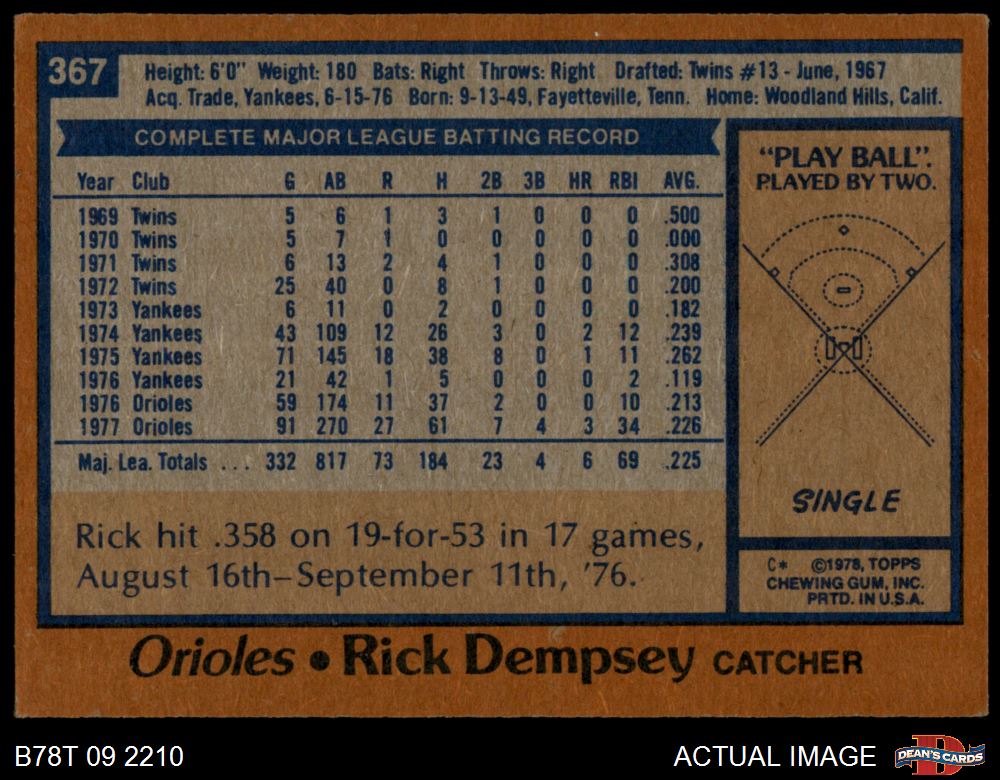 367
Height: 6'0" Weight: 180 Bats: Right Throws: Right Drafted: Twins #13 - June, 1967
Acq. Trade, Yankees, 6-15-76 Born: 9-13-49, Fayetteville, Tenn. Home: Woodland Hills, Calif.
COMPLETE MAJOR LEAGUE BATTING RECORD
Year Club G AB R H 2B 3B HR RBI AVG.
1969 Twins 5 6 1 3 1 0 0 0 .500
1970 Twins 5 7 1 0 0 0 0 0 .000
1971 Twins 6 13 2 4 1 0 0 0 .308
1972 Twins 25 40 0 8 1 0 0 0 .200
1973 Yankees 6 11 0 2 0 0 0 0 .182
1974 Yankees 43 109 12 26 3 0 2 12 .239
1975 Yankees 71 145 18 38 8 0 1 11 .262
1976 Yankees 21 42 1 5 0 0 0 2 .119
1976 Orioles 59 174 11 37 2 0 0 10 .213
1977 Orioles 91 270 27 61 7 4 3 34 .226
Maj. Lea. Totals ... 332 817 73 184 23 4 6 69 .225
Rick hit .358 on 19-for-53 in 17 games,
August 16th–September 11th, '76.
"PLAY BALL".
PLAYED BY TWO.
SINGLE
C* ©1978, TOPPS
CHEWING GUM, INC.
PRTD. IN U.S.A.
Orioles • Rick Dempsey CATCHER
B78T 09 2210
ACTUAL IMAGE
D
DEAN'S CARDS